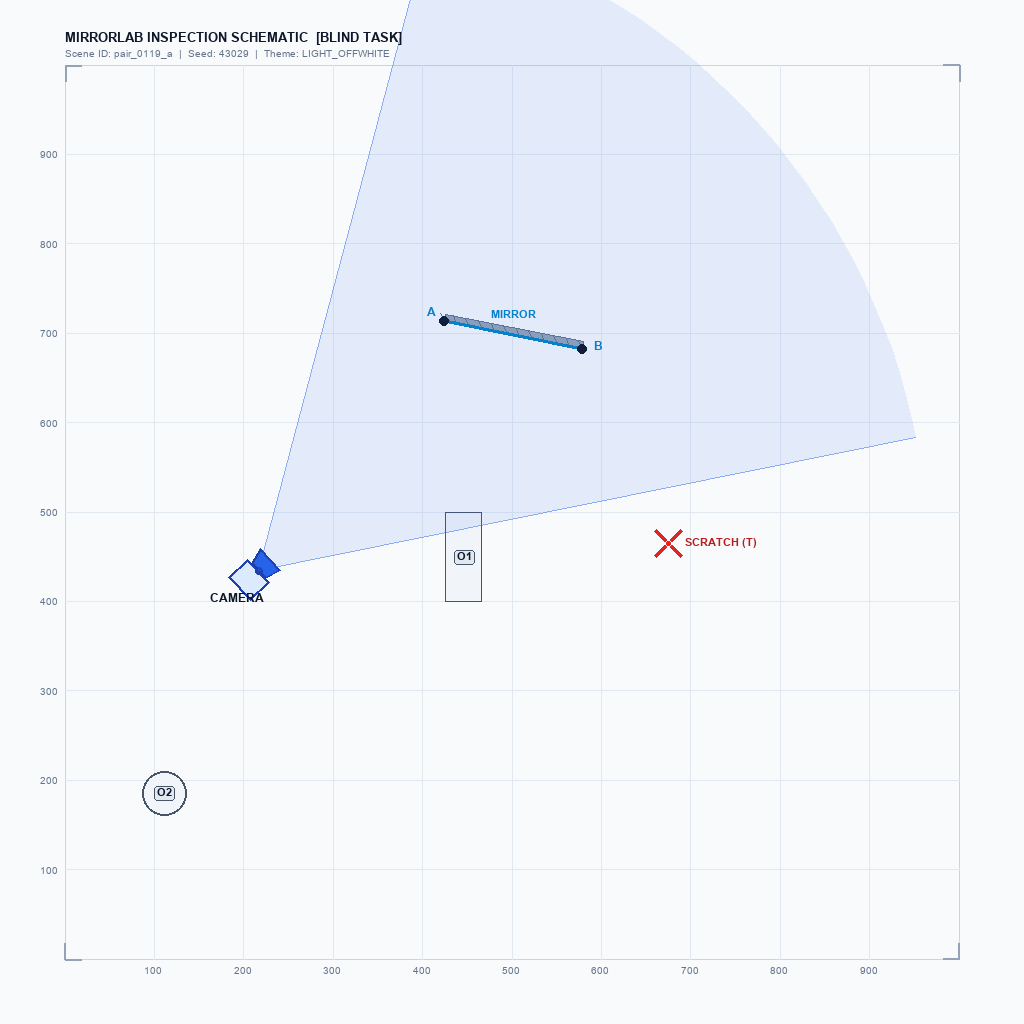 MIRRORLAB INSPECTION SCHEMATIC  [BLIND TASK]
Scene ID: pair_0119_a  |  Seed: 43029  |  Theme: LIGHT_OFFWHITE
900
800
A
MIRROR
700
B
600
500
SCRATCH (T)
O1
CAMERA
400
300
200
O2
100
100 200 300 400 500 600 700 800 900